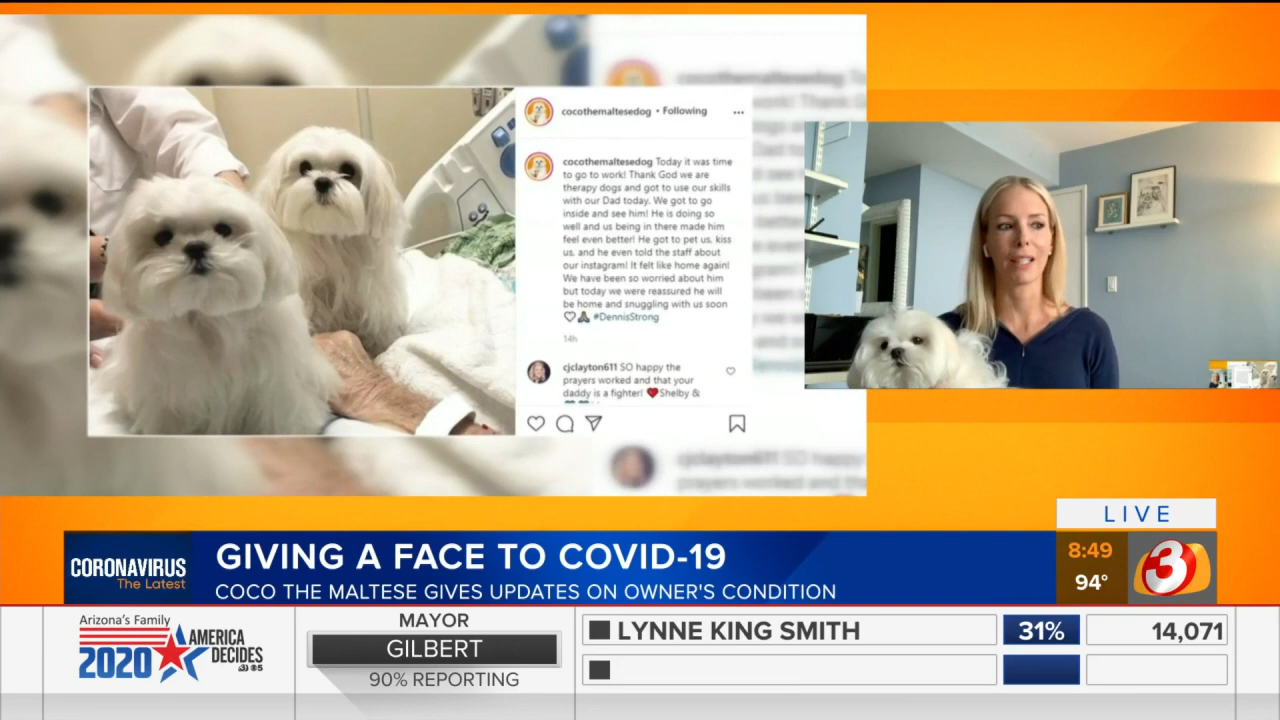 cocothemaltesedog • Following
cocothemaltesedog Today it was time
to go to work! Thank God we are
therapy dogs and got to use our skills
with our Dad today. We got to go
inside and see him! He is doing so
well and us being in there made him
feel even better! He got to pet us, kiss
us, and he even told the staff about
our instagram! It felt like home again!
We have been so worried about him
but today we were reassured he will
be home and snuggling with us soon
#DennisStrong
14h
cjclayton611 SO happy the
prayers worked and that your
daddy is a fighter! ❤️Shelby &
LIVE
CORONAVIRUS
The Latest
GIVING A FACE TO COVID-19
COCO THE MALTESE GIVES UPDATES ON OWNER'S CONDITION
8:49
94°
3
Arizona's Family
2020
AMERICA
DECIDES
MAYOR
GILBERT
90% REPORTING
LYNNE KING SMITH
31%
14,071